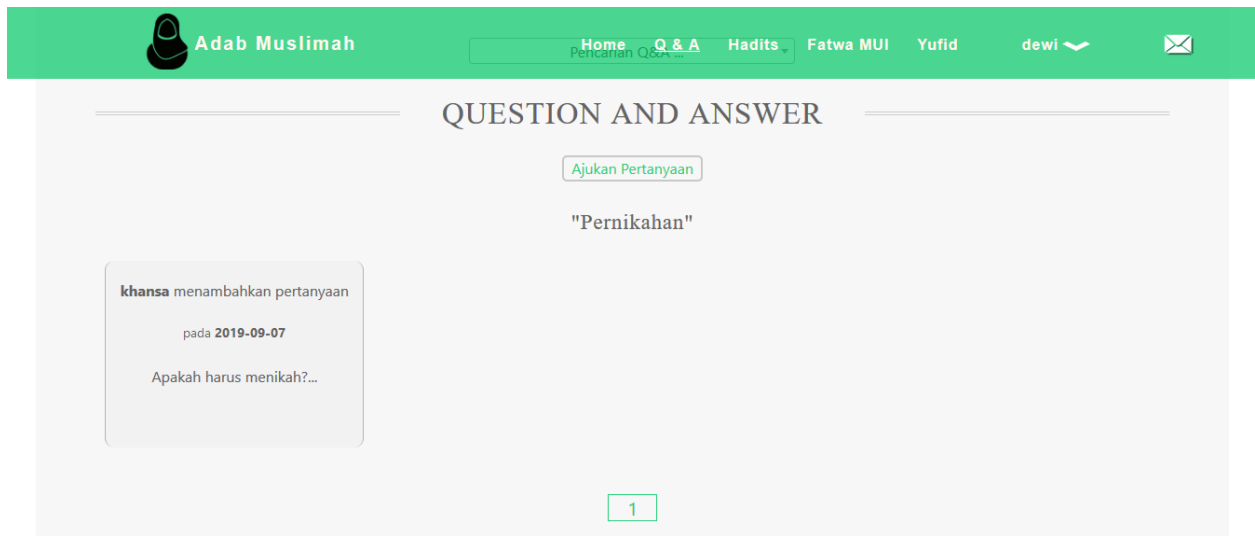 Adab Muslimah
Pencarian Q&A ...
Home Q & A Hadits Fatwa MUI Yufid dewi
QUESTION AND ANSWER
Ajukan Pertanyaan
"Pernikahan"
khansa menambahkan pertanyaan
pada 2019-09-07
Apakah harus menikah?...
1